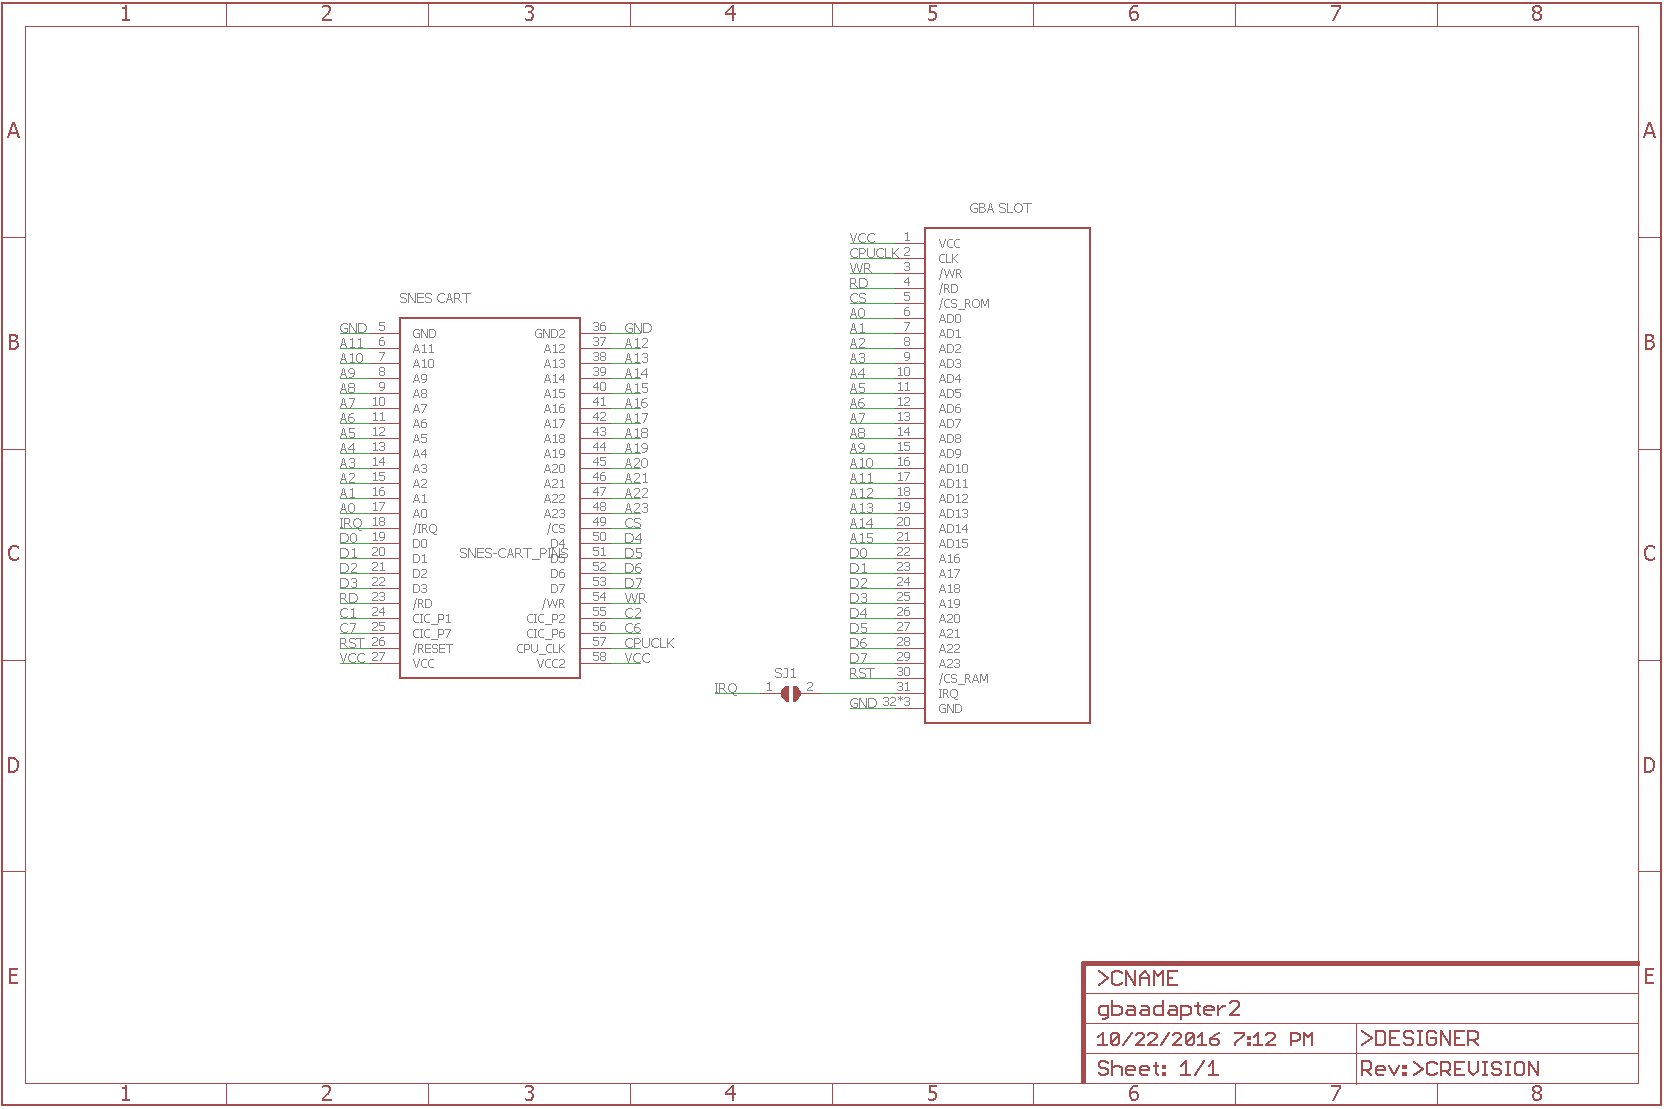 1 2 3 4 5 6 7 8
A A
GBA SLOT
VCC 1 VCC
CPUCLK 2 CLK
WR 3 /WR
RD 4 /RD
CS 5 /CS_ROM
A0 6 AD0
A1 7 AD1
A2 8 AD2
A3 9 AD3
A4 10 AD4
A5 11 AD5
A6 12 AD6
A7 13 AD7
A8 14 AD8
A9 15 AD9
A10 16 AD10
A11 17 AD11
A12 18 AD12
A13 19 AD13
A14 20 AD14
A15 21 AD15
D0 22 A16
D1 23 A17
D2 24 A18
D3 25 A19
D4 26 A20
D5 27 A21
D6 28 A22
D7 29 A23
RST 30 /CS_RAM
31 IRQ
GND 32*3 GND
SNES CART
GND 5 GND GND2 36 GND
A11 6 A11 A12 37 A12
A10 7 A10 A13 38 A13
A9 8 A9 A14 39 A14
A8 9 A8 A15 40 A15
A7 10 A7 A16 41 A16
A6 11 A6 A17 42 A17
A5 12 A5 A18 43 A18
A4 13 A4 A19 44 A19
A3 14 A3 A20 45 A20
A2 15 A2 A21 46 A21
A1 16 A1 A22 47 A22
A0 17 A0 A23 48 A23
IRQ 18 /IRQ /CS 49 CS
D0 19 D0 D4 50 D4
D1 20 D1 D5 51 D5
SNES-CART_PINS
D2 21 D2 D6 52 D6
D3 22 D3 D7 53 D7
RD 23 /RD /WR 54 WR
C1 24 CIC_P1 CIC_P2 55 C2
C7 25 CIC_P7 CIC_P6 56 C6
RST 26 /RESET CPU_CLK 57 CPUCLK
VCC 27 VCC VCC2 58 VCC
SJ1
IRQ 1 2
B B
C C
D D
E E
>CNAME
gbaadapter2
10/22/2016 7:12 PM >DESIGNER
Sheet: 1/1 Rev:>CREVISION
1 2 3 4 5 6 7 8